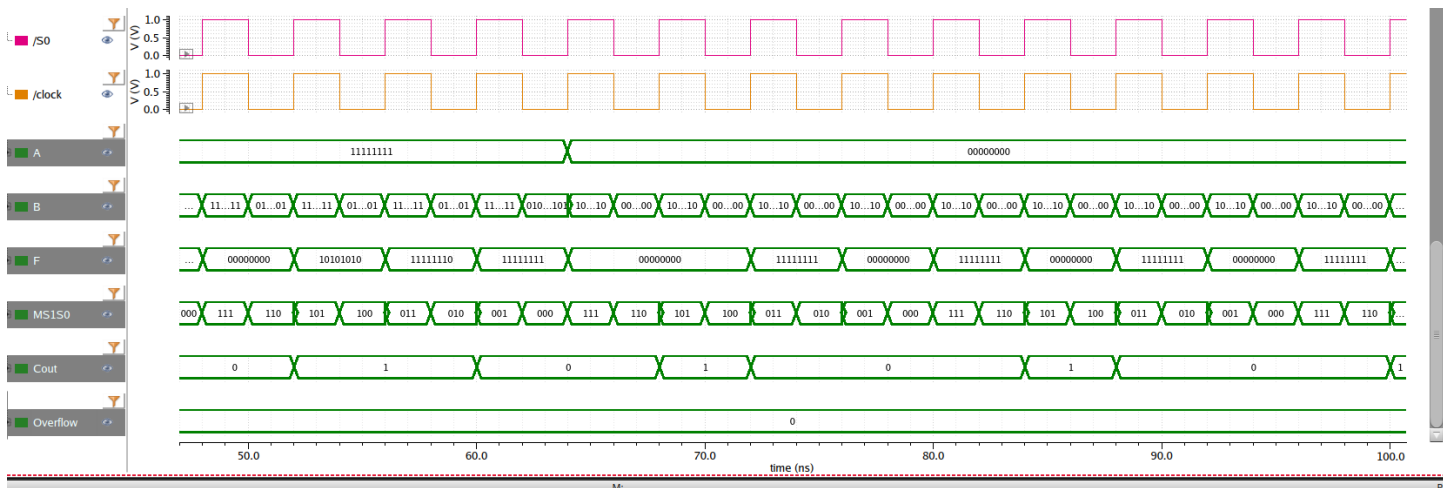 /S0
V (V)
1.0
0.5
0.0
/clock
V (V)
1.0
0.5
0.0
A
11111111 00000000
B
... 11...11 01...01 11...11 01...01 11...11 01...01 11...11 010...101 10...10 00...00 10...10 00...00 10...10 00...00 10...10 00...00 10...10 00...00 10...10 00...00 10...10 00...00 10...10 00...00 10...10 00...00 ...
F
... 00000000 10101010 11111110 11111111 00000000 11111111 00000000 11111111 00000000 11111111 00000000 11111111 ...
MS1S0
000 111 110 101 100 011 010 001 000 111 110 101 100 011 010 001 000 111 110 101 100 011 010 001 000 111 110 ...
Cout
0 1 0 1 0 1 0 1
Overflow
0
50.0 60.0 70.0 80.0 90.0 100.0
time (ns)